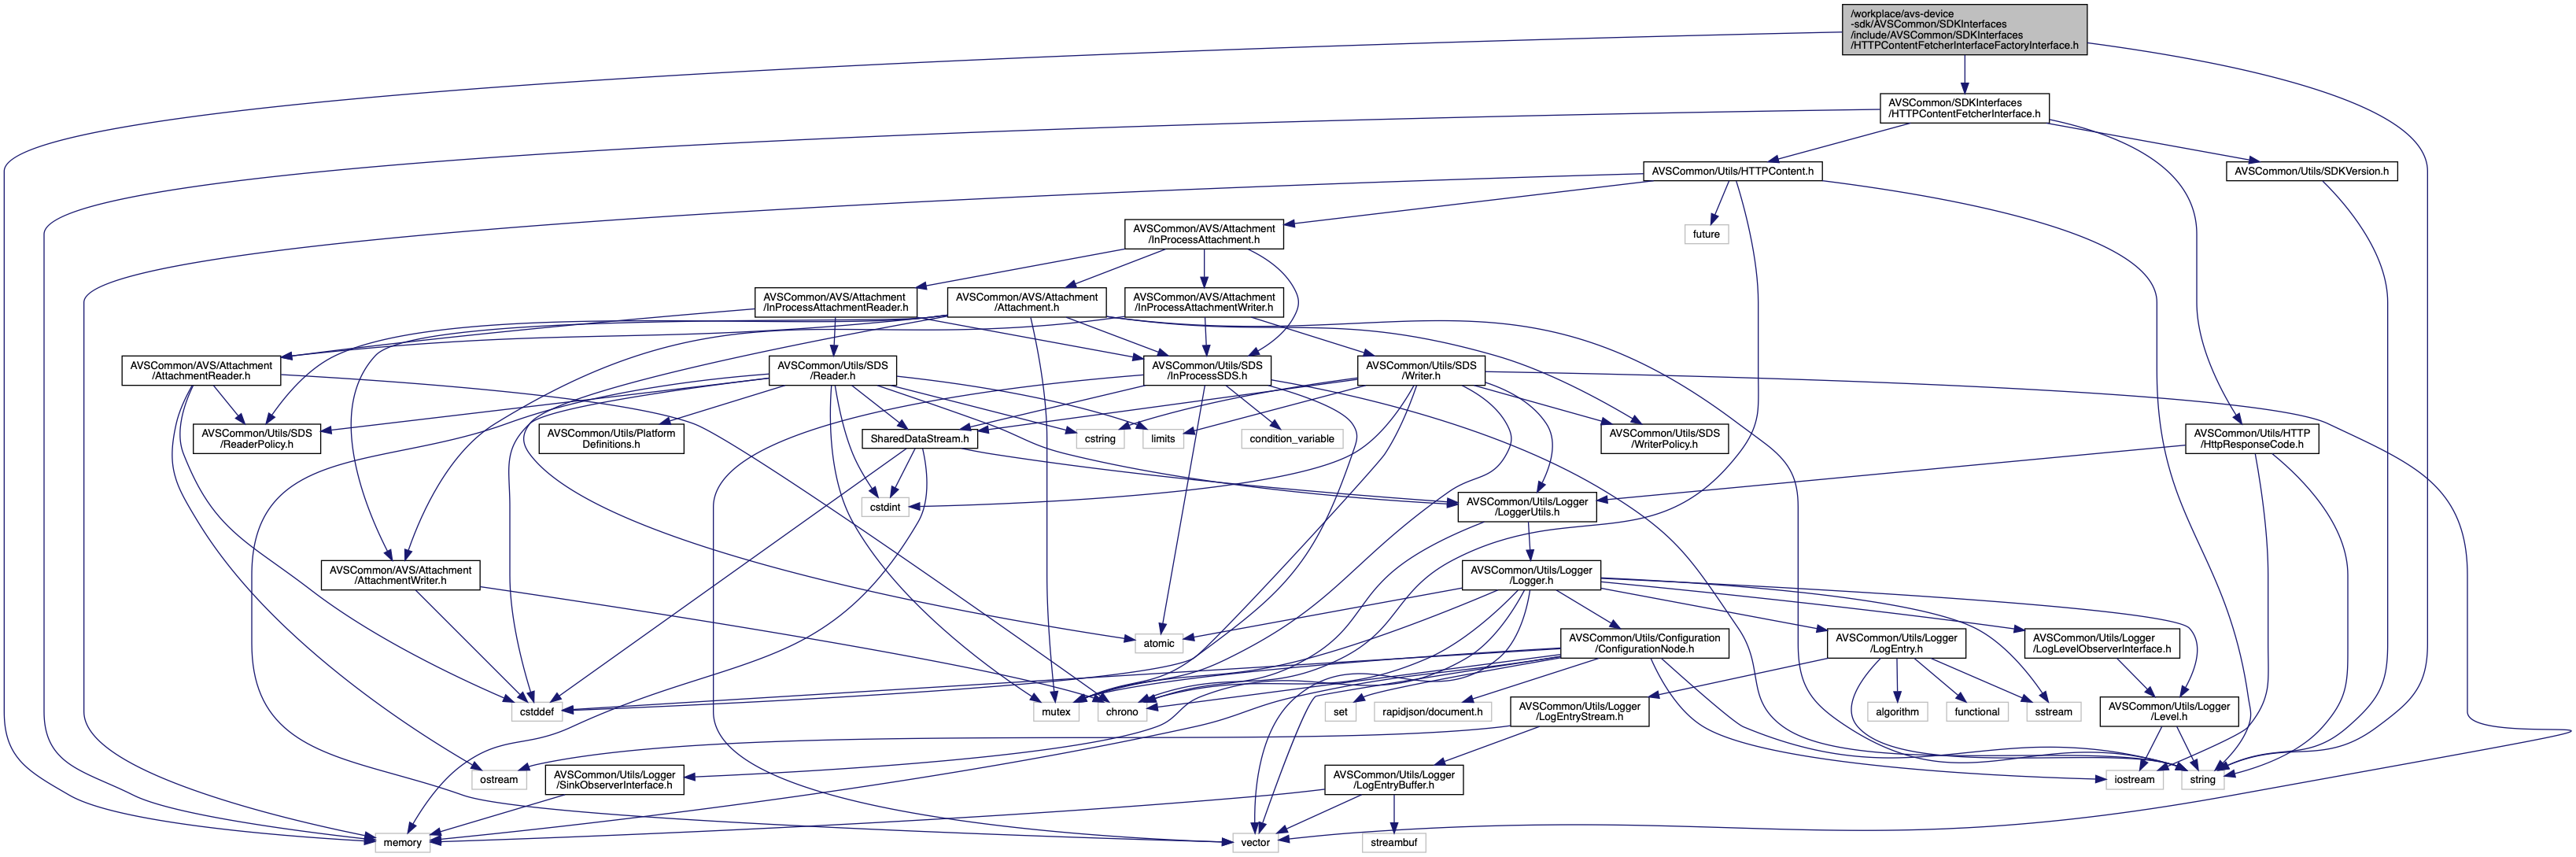 /workplace/avs-device
-sdk/AVSCommon/SDKInterfaces
/include/AVSCommon/SDKInterfaces
/HTTPContentFetcherInterfaceFactoryInterface.h
AVSCommon/SDKInterfaces
/HTTPContentFetcherInterface.h
AVSCommon/Utils/HTTPContent.h
AVSCommon/Utils/SDKVersion.h
AVSCommon/AVS/Attachment
/InProcessAttachment.h
future
AVSCommon/AVS/Attachment
/InProcessAttachmentReader.h
AVSCommon/AVS/Attachment
/Attachment.h
AVSCommon/AVS/Attachment
/InProcessAttachmentWriter.h
AVSCommon/AVS/Attachment
/AttachmentReader.h
AVSCommon/Utils/SDS
/Reader.h
AVSCommon/Utils/SDS
/InProcessSDS.h
AVSCommon/Utils/SDS
/Writer.h
AVSCommon/Utils/SDS
/ReaderPolicy.h
AVSCommon/Utils/Platform
Definitions.h
SharedDataStream.h
cstring
limits
condition_variable
AVSCommon/Utils/SDS
/WriterPolicy.h
AVSCommon/Utils/HTTP
/HttpResponseCode.h
cstdint
AVSCommon/Utils/Logger
/LoggerUtils.h
AVSCommon/AVS/Attachment
/AttachmentWriter.h
AVSCommon/Utils/Logger
/Logger.h
atomic
AVSCommon/Utils/Configuration
/ConfigurationNode.h
AVSCommon/Utils/Logger
/LogEntry.h
AVSCommon/Utils/Logger
/LogLevelObserverInterface.h
cstddef
mutex
chrono
set
rapidjson/document.h
AVSCommon/Utils/Logger
/LogEntryStream.h
algorithm
functional
sstream
AVSCommon/Utils/Logger
/Level.h
ostream
AVSCommon/Utils/Logger
/SinkObserverInterface.h
AVSCommon/Utils/Logger
/LogEntryBuffer.h
iostream
string
memory
vector
streambuf